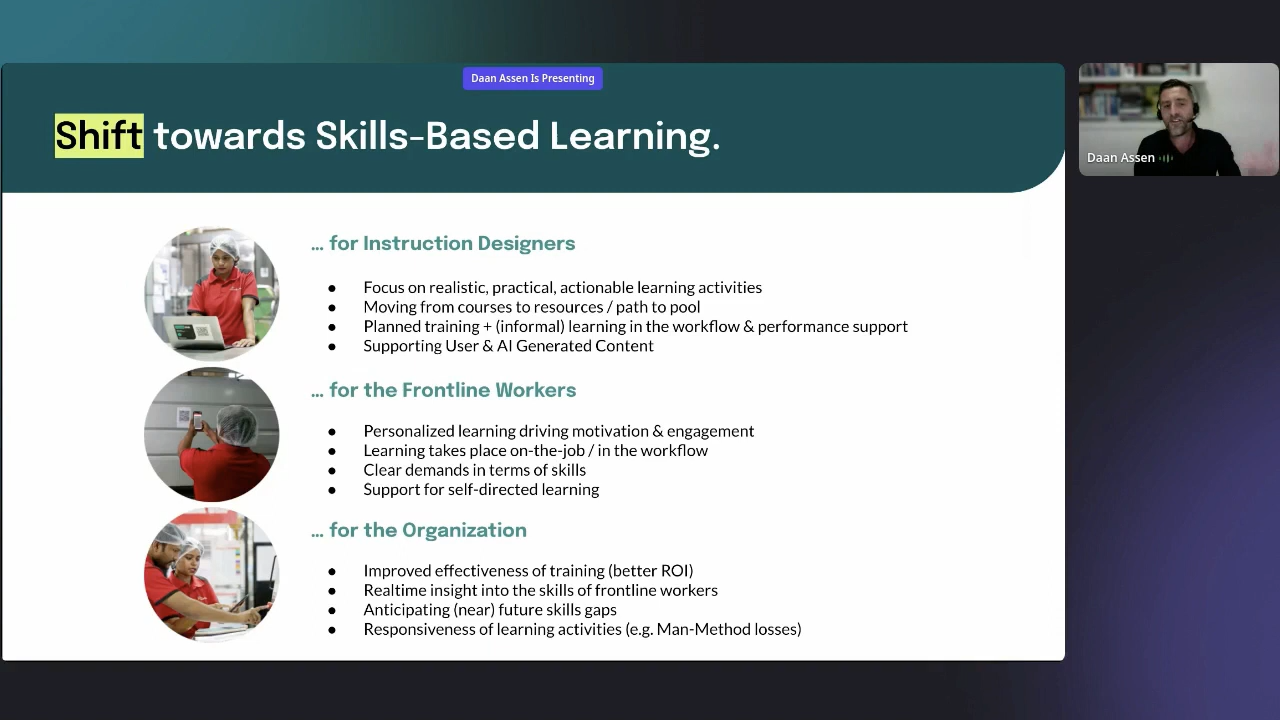 Daan Assen Is Presenting
Shift towards Skills-Based Learning.
Daan Assen
... for Instruction Designers
● Focus on realistic, practical, actionable learning activities
● Moving from courses to resources / path to pool
● Planned training + (informal) learning in the workflow & performance support
● Supporting User & AI Generated Content
... for the Frontline Workers
● Personalized learning driving motivation & engagement
● Learning takes place on-the-job / in the workflow
● Clear demands in terms of skills
● Support for self-directed learning
... for the Organization
● Improved effectiveness of training (better ROI)
● Realtime insight into the skills of frontline workers
● Anticipating (near) future skills gaps
● Responsiveness of learning activities (e.g. Man-Method losses)